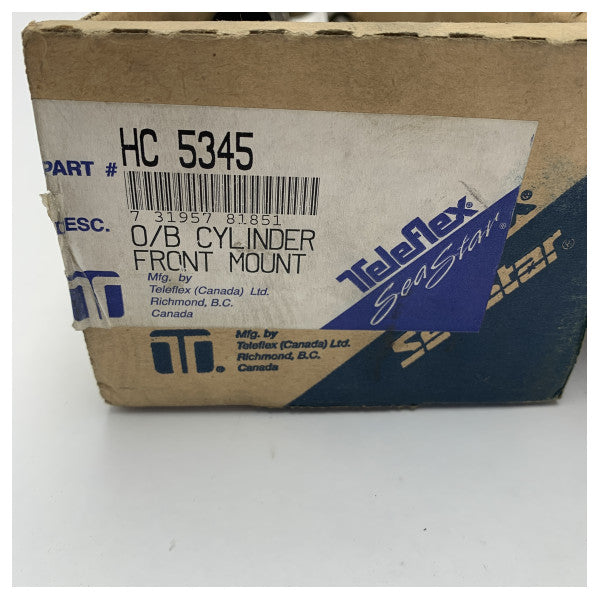 PART # HC 5345
7 31957 81851
ESC. O/B CYLINDER
FRONT MOUNT
Mfg. by
Teleflex (Canada) Ltd.
Richmond, B.C.
Canada
Teleflex
SeaStar
Mfg. by
Teleflex (Canada) Ltd.
Richmond, B.C.
Canada